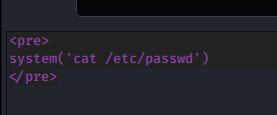 <pre>
system('cat /etc/passwd')
</pre>